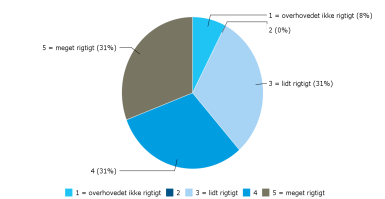 1 = overhovedet ikke rigtigt (8%)
2 (0%)
5 = meget rigtigt (31%)
3 = lidt rigtigt (31%)
4 (31%)
1 = overhovedet ikke rigtigt 2 3 = lidt rigtigt 4 5 = meget rigtigt